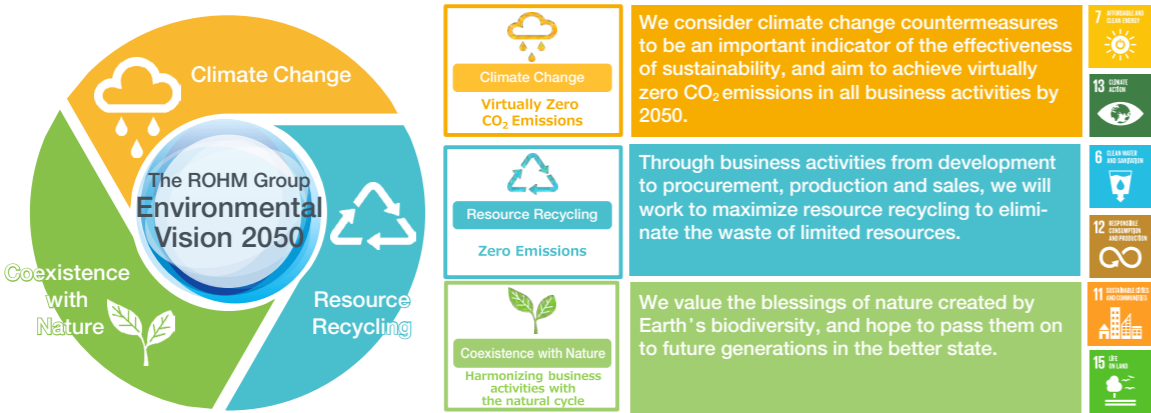 Climate Change
The ROHM Group
Environmental
Vision 2050
Coexistence
with
Nature
Resource
Recycling
Climate Change
Virtually Zero
CO₂ Emissions
We consider climate change countermeasures
to be an important indicator of the effectiveness
of sustainability, and aim to achieve virtually
zero CO₂ emissions in all business activities by
2050.
7 AFFORDABLE AND
CLEAN ENERGY
13 CLIMATE
ACTION
Resource Recycling
Zero Emissions
Through business activities from development
to procurement, production and sales, we will
work to maximize resource recycling to elimi-
nate the waste of limited resources.
6 CLEAN WATER
AND SANITATION
12 RESPONSIBLE
CONSUMPTION
AND PRODUCTION
Coexistence with Nature
Harmonizing business
activities with
the natural cycle
We value the blessings of nature created by
Earth's biodiversity, and hope to pass them on
to future generations in the better state.
11 SUSTAINABLE CITIES
AND COMMUNITIES
15 LIFE
ON LAND